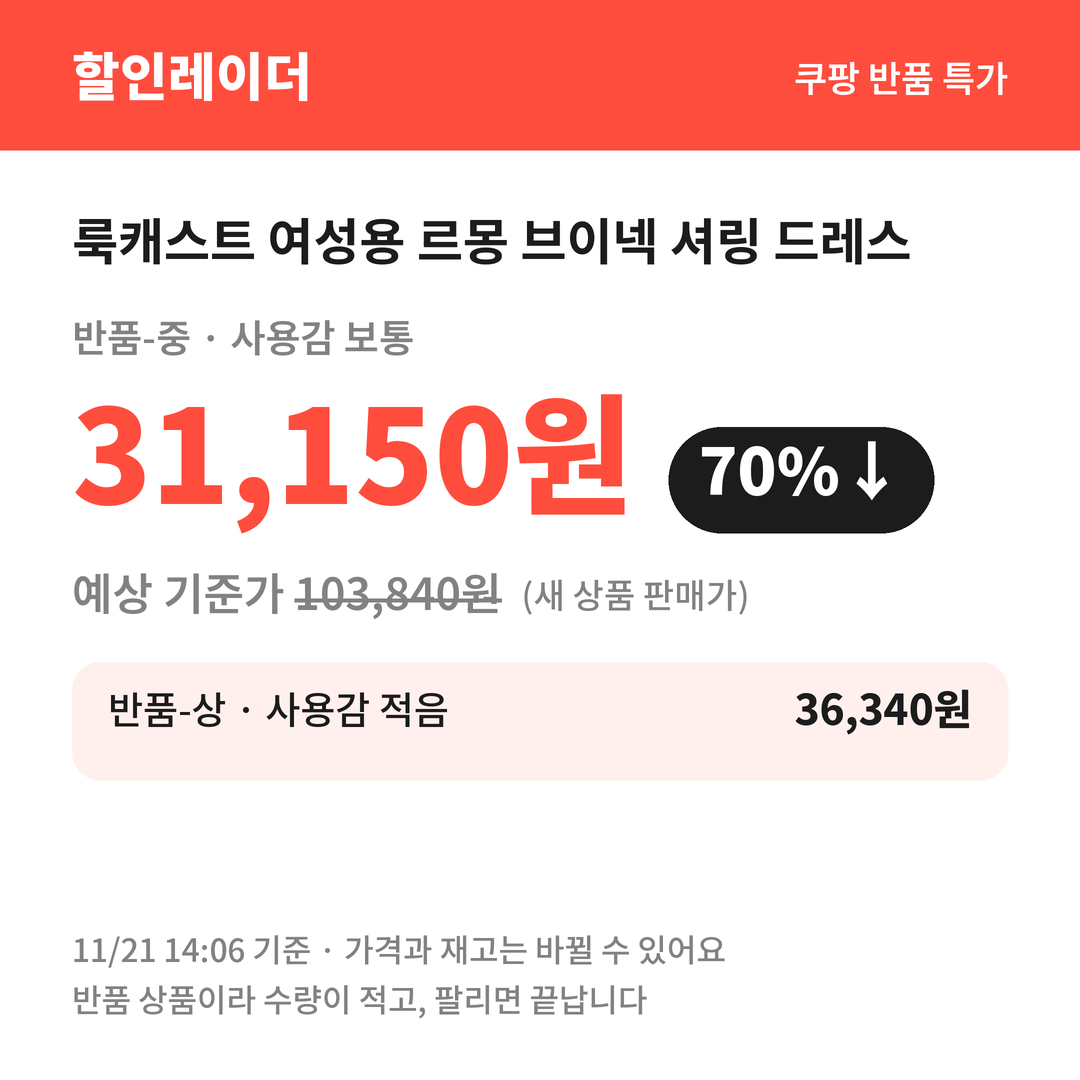 할인레이더
쿠팡 반품 특가
룩캐스트 여성용 르몽 브이넥 셔링 드레스
반품-중 · 사용감 보통
31,150원 70%↓
예상 기준가 103,840원 (새 상품 판매가)
반품-상 · 사용감 적음 36,340원
11/21 14:06 기준 · 가격과 재고는 바뀔 수 있어요
반품 상품이라 수량이 적고, 팔리면 끝납니다